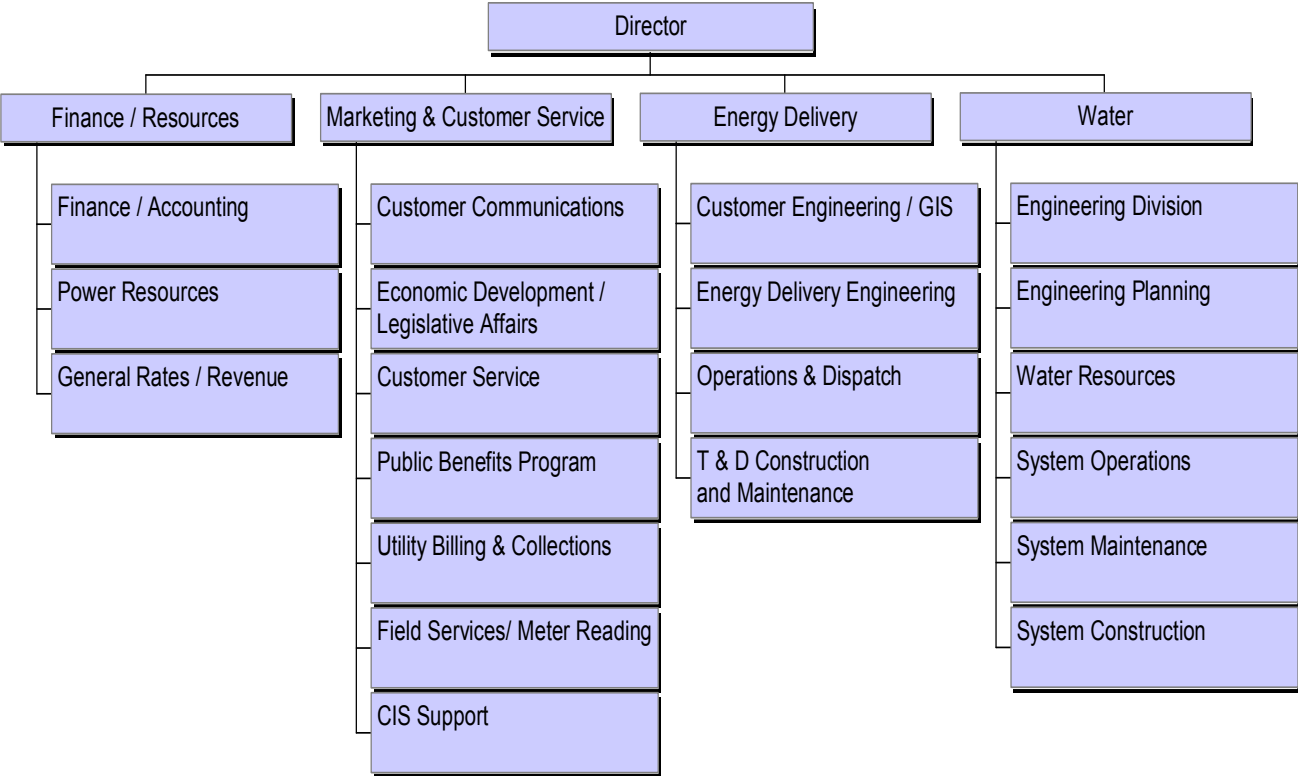 Director
Finance / Resources
Marketing & Customer Service
Energy Delivery
Water
Finance / Accounting
Power Resources
General Rates / Revenue
Customer Communications
Economic Development /
Legislative Affairs
Customer Service
Public Benefits Program
Utility Billing & Collections
Field Services/ Meter Reading
CIS Support
Customer Engineering / GIS
Energy Delivery Engineering
Operations & Dispatch
T & D Construction
and Maintenance
Engineering Division
Engineering Planning
Water Resources
System Operations
System Maintenance
System Construction